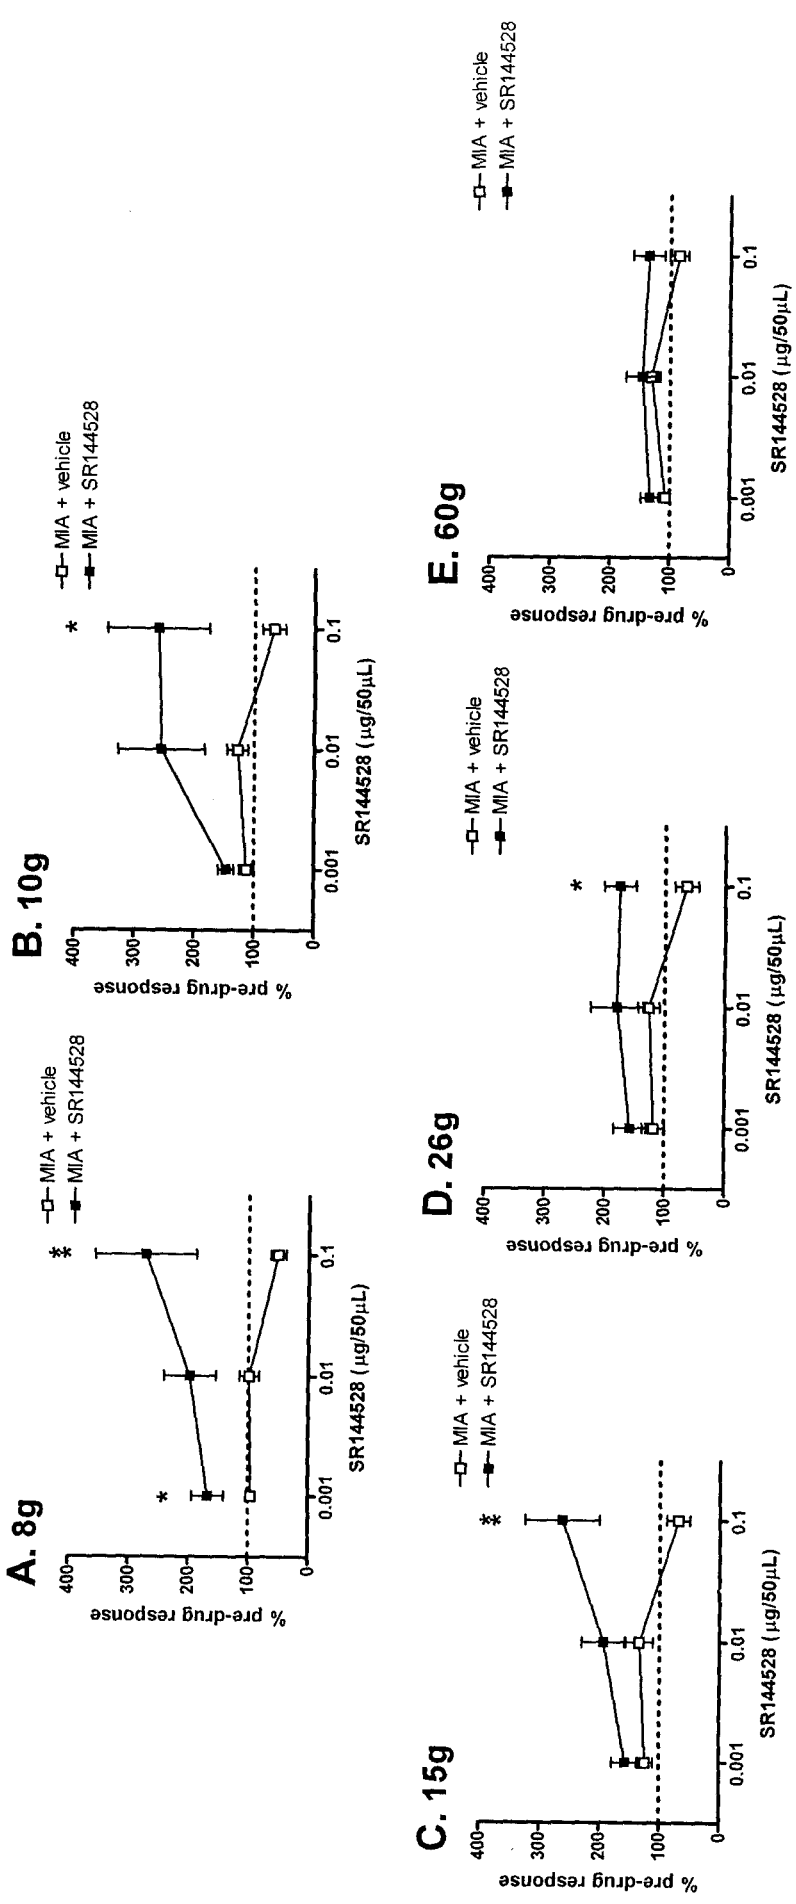 A. 8g
MIA + vehicle
MIA + SR144528
**
*
400
300
200
100
0
% pre-drug response
0.001
0.01
0.1
SR144528 (µg/50µL)
B. 10g
MIA + vehicle
MIA + SR144528
*
400
300
200
100
0
% pre-drug response
0.001
0.01
0.1
SR144528 (µg/50µL)
C. 15g
MIA + vehicle
MIA + SR144528
**
400
300
200
100
0
% pre-drug response
0.001
0.01
0.1
SR144528 (µg/50µL)
D. 26g
MIA + vehicle
MIA + SR144528
*
400
300
200
100
0
% pre-drug response
0.001
0.01
0.1
SR144528 (µg/50µL)
E. 60g
MIA + vehicle
MIA + SR144528
400
300
200
100
0
% pre-drug response
0.001
0.01
0.1
SR144528 (µg/50µL)